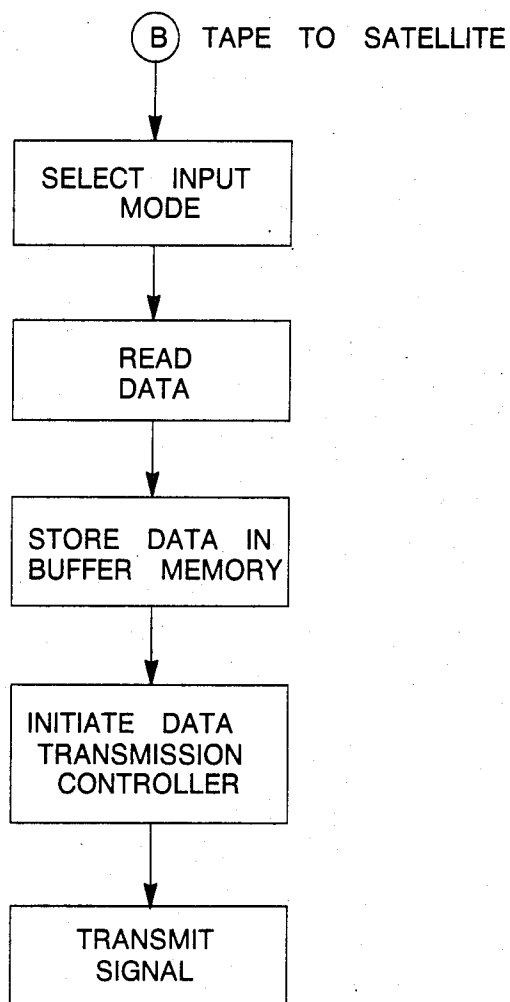 B TAPE TO SATELLITE
SELECT INPUT
MODE
READ
DATA
STORE DATA IN
BUFFER MEMORY
INITIATE DATA
TRANSMISSION
CONTROLLER
TRANSMIT
SIGNAL